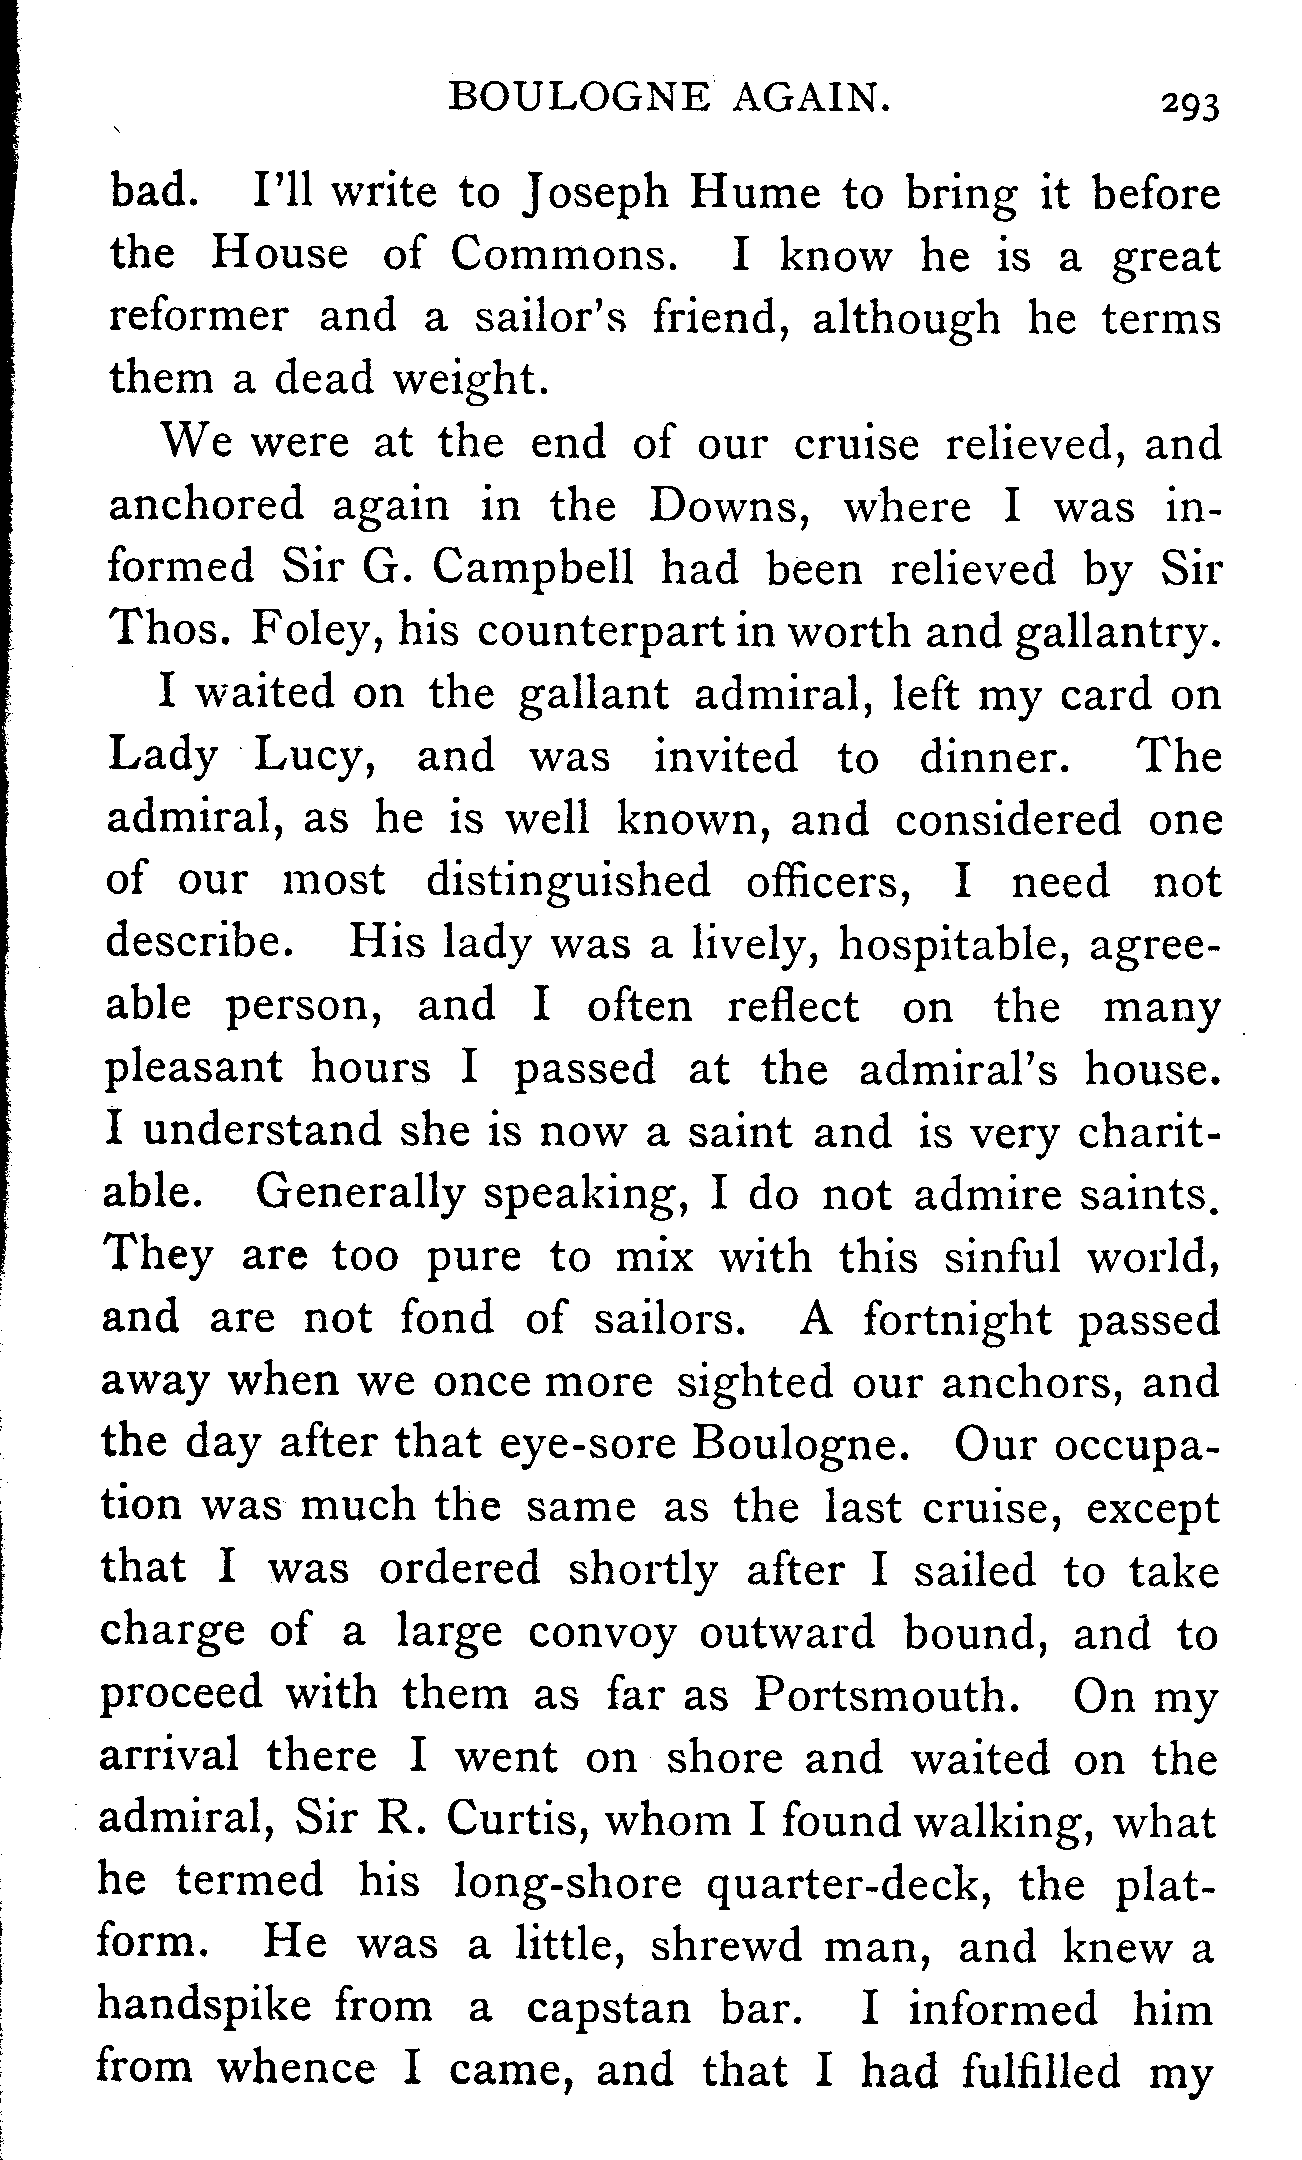 BOULOGNE AGAIN. 293
bad. I'll write to Joseph Hume to bring it before
the House of Commons. I know he is a great
reformer and a sailor's friend, although he terms
them a dead weight.
We were at the end of our cruise relieved, and
anchored again in the Downs, where I was in-
formed Sir G. Campbell had been relieved by Sir
Thos. Foley, his counterpart in worth and gallantry.
I waited on the gallant admiral, left my card on
Lady Lucy, and was invited to dinner. The
admiral, as he is well known, and considered one
of our most distinguished officers, I need not
describe. His lady was a lively, hospitable, agree-
able person, and I often reflect on the many
pleasant hours I passed at the admiral's house.
I understand she is now a saint and is very charit-
able. Generally speaking, I do not admire saints.
They are too pure to mix with this sinful world,
and are not fond of sailors. A fortnight passed
away when we once more sighted our anchors, and
the day after that eye-sore Boulogne. Our occupa-
tion was much the same as the last cruise, except
that I was ordered shortly after I sailed to take
charge of a large convoy outward bound, and to
proceed with them as far as Portsmouth. On my
arrival there I went on shore and waited on the
admiral, Sir R. Curtis, whom I found walking, what
he termed his long-shore quarter-deck, the plat-
form. He was a little, shrewd man, and knew a
handspike from a capstan bar. I informed him
from whence I came, and that I had fulfilled my